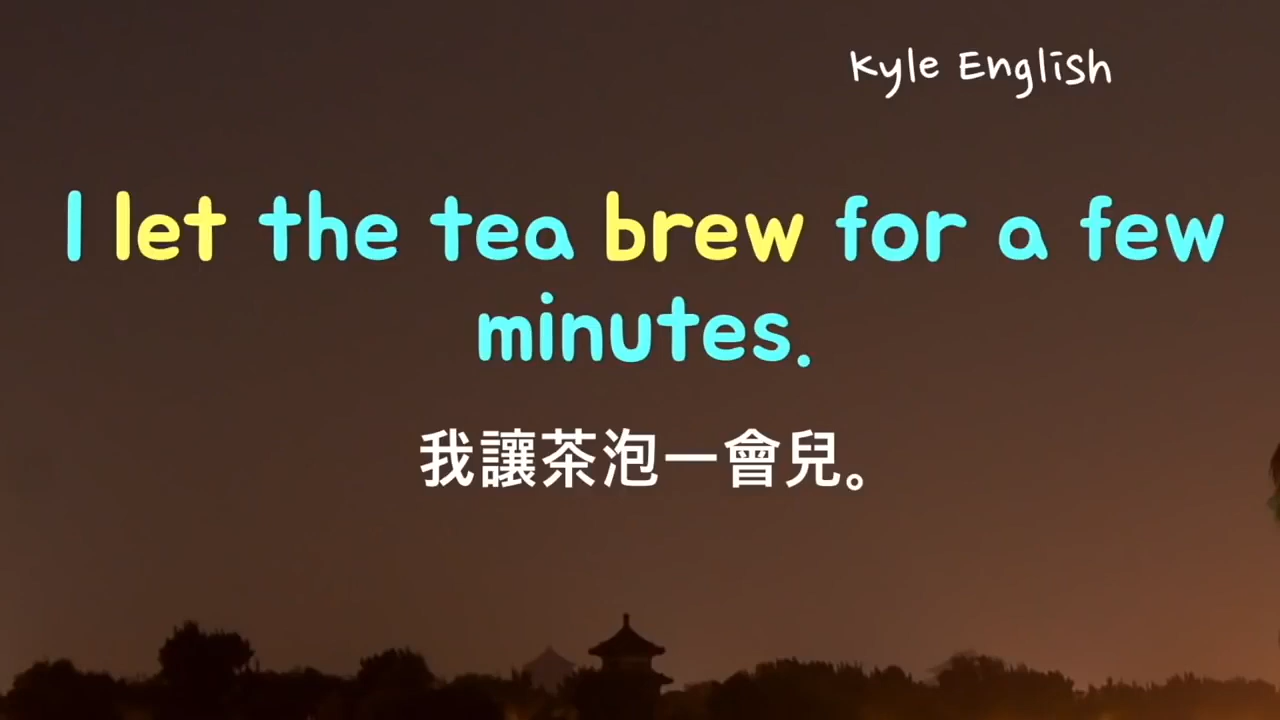 Kyle English
I let the tea brew for a few
minutes.
我讓茶泡一會兒。